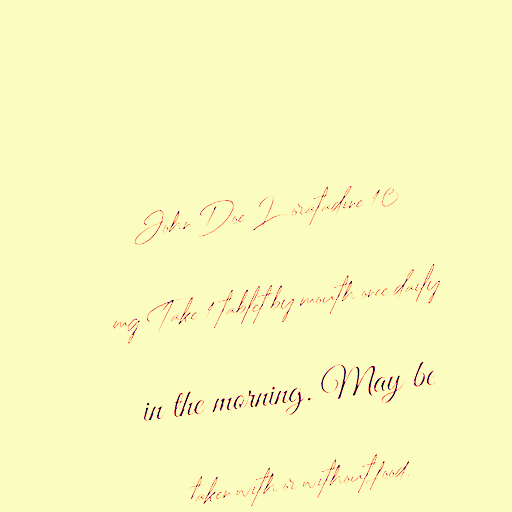 John Doe Loratadine 10
mg Take 1 tablet by mouth once daily
in the morning. May be
taken with or without food.